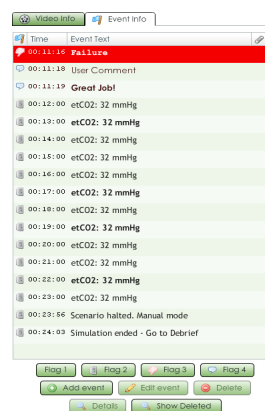 Video Info Event Info
Time Event Text
00:11:16 Failure
00:11:18 User Comment
00:11:19 Great Job!
00:12:00 etCO2: 32 mmHg
00:13:00 etCO2: 32 mmHg
00:14:00 etCO2: 32 mmHg
00:15:00 etCO2: 32 mmHg
00:16:00 etCO2: 32 mmHg
00:17:00 etCO2: 32 mmHg
00:18:00 etCO2: 32 mmHg
00:19:00 etCO2: 32 mmHg
00:20:00 etCO2: 32 mmHg
00:21:00 etCO2: 32 mmHg
00:22:00 etCO2: 32 mmHg
00:23:00 etCO2: 32 mmHg
00:23:56 Scenario halted. Manual mode
00:24:03 Simulation ended - Go to Debrief
Flag 1 Flag 2 Flag 3 Flag 4
Add event Edit event Delete
Details Show Deleted